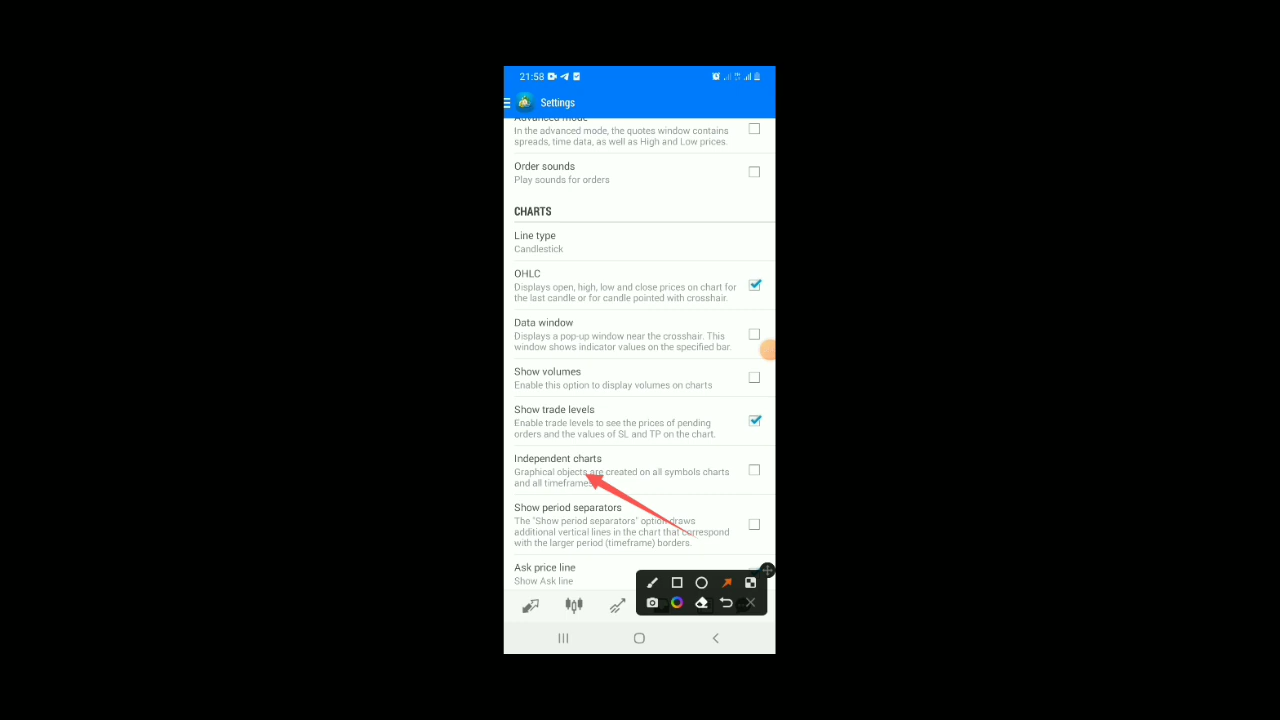 21:58
Settings
Advanced mode
In the advanced mode, the quotes window contains
spreads, time data, as well as High and Low prices.
Order sounds
Play sounds for orders
CHARTS
Line type
Candlestick
OHLC
Displays open, high, low and close prices on chart for
the last candle or for candle pointed with crosshair.
Data window
Displays a pop-up window near the crosshair. This
window shows indicator values on the specified bar.
Show volumes
Enable this option to display volumes on charts
Show trade levels
Enable trade levels to see the prices of pending
orders and the values of SL and TP on the chart.
Independent charts
Graphical objects are created on all symbols charts
and all timeframes
Show period separators
The "Show period separators" option draws
additional vertical lines in the chart that correspond
with the larger period (timeframe) borders.
Ask price line
Show Ask line